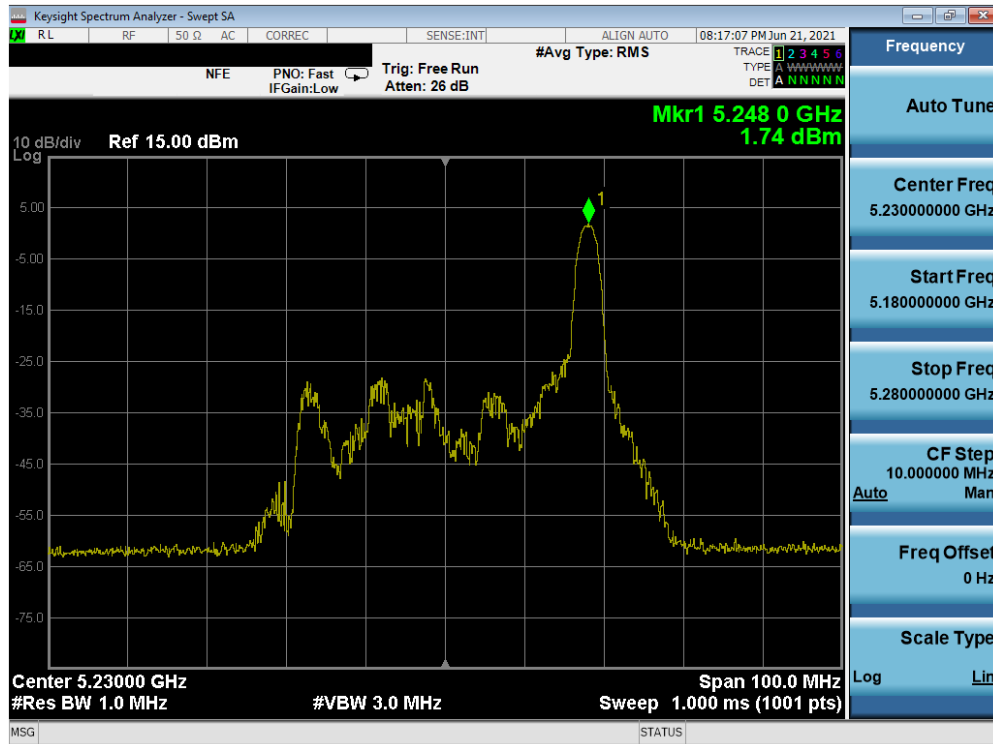 Keysight Spectrum Analyzer - Swept SA
LXI RL RF 50 Ω AC CORREC SENSE:INT ALIGN AUTO 08:17:07 PM Jun 21, 2021
NFE PNO: Fast Trig: Free Run #Avg Type: RMS TRACE 1 2 3 4 5 6
IFGain:Low Atten: 26 dB TYPE A WWWWW
DET A N N N N N
Mkr1 5.248 0 GHz
1.74 dBm
10 dB/div Ref 15.00 dBm
Log
1
5.00
-5.00
-15.0
-25.0
-35.0
-45.0
-55.0
-65.0
-75.0
Center 5.23000 GHz Span 100.0 MHz
#Res BW 1.0 MHz #VBW 3.0 MHz Sweep 1.000 ms (1001 pts)
MSG STATUS
Frequency
Auto Tune
Center Freq
5.230000000 GHz
Start Freq
5.180000000 GHz
Stop Freq
5.280000000 GHz
CF Step
10.000000 MHz
Auto Man
Freq Offset
0 Hz
Scale Type
Log Lin